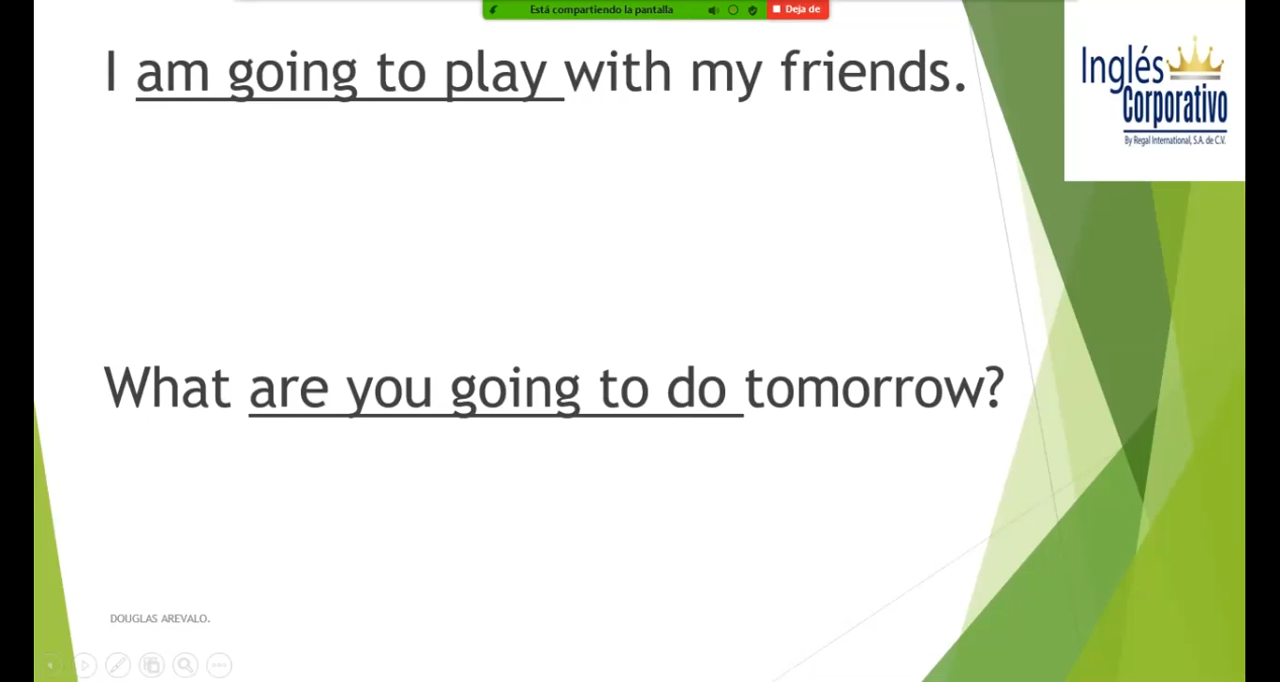 Está compartiendo la pantalla
Deja de
I am going to play with my friends.
Inglés
Corporativo
By Regal International, S.A. de C.V.
What are you going to do tomorrow?
DOUGLAS AREVALO.